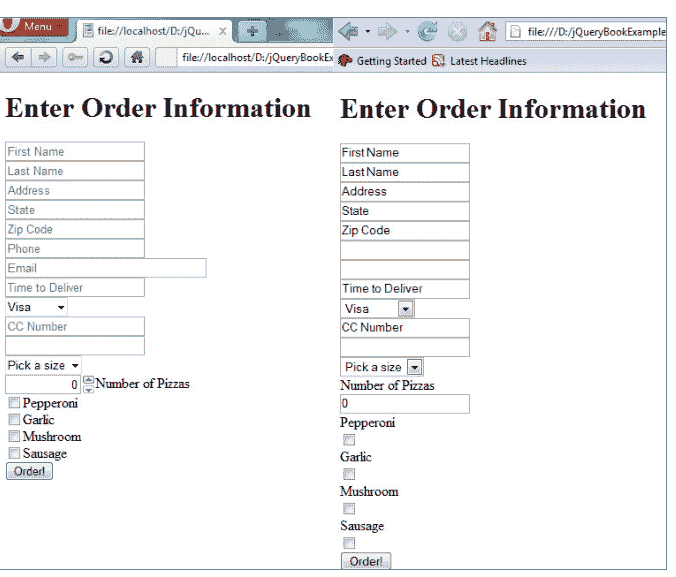 Menu
file://localhost/D:/jQu...
file://localhost/D:/jQueryBookEx
Enter Order Information
First Name
Last Name
Address
State
Zip Code
Phone
Email
Time to Deliver
Visa
CC Number
Pick a size
0 Number of Pizzas
Pepperoni
Garlic
Mushroom
Sausage
Order!
file:///D:/jQueryBookExample
Getting Started Latest Headlines
Enter Order Information
First Name
Last Name
Address
State
Zip Code
Time to Deliver
Visa
CC Number
Pick a size
Number of Pizzas
0
Pepperoni
Garlic
Mushroom
Sausage
Order!